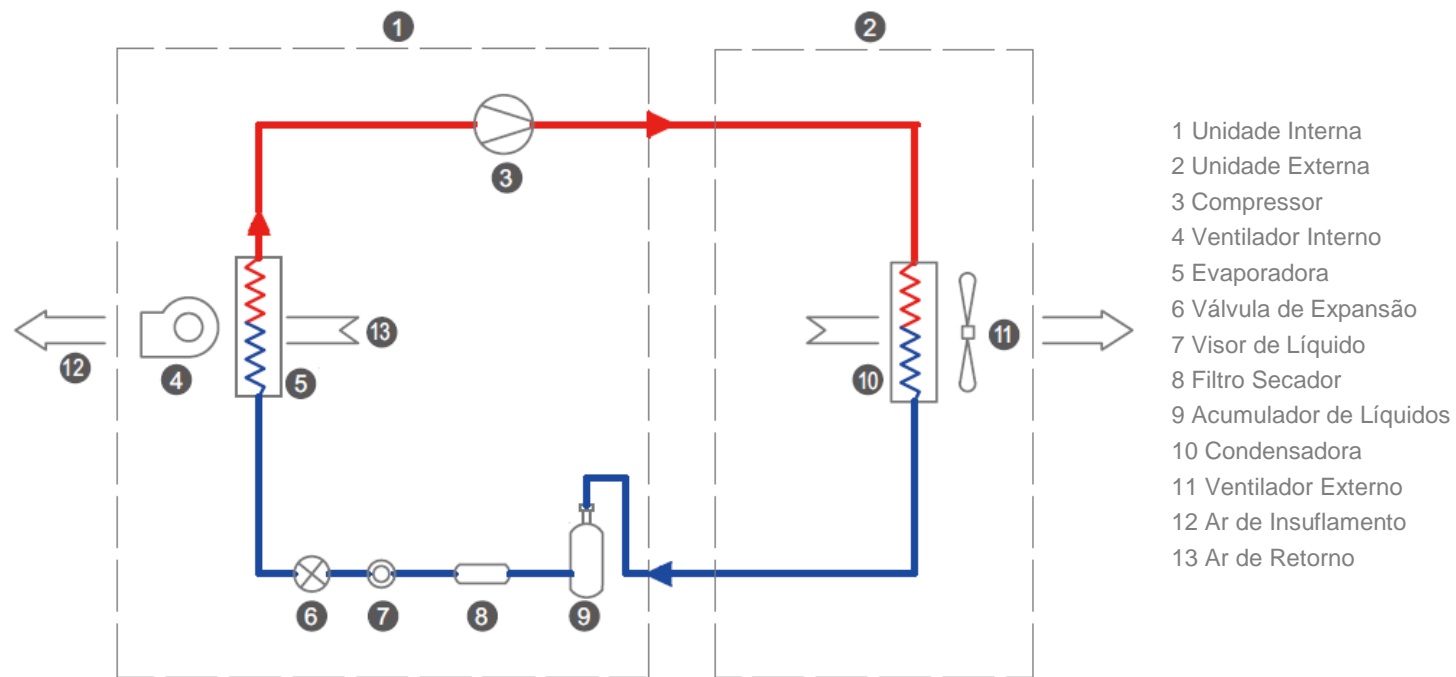 1
2
3
13
11
12
4
5
10
6
7
8
9
1 Unidade Interna
2 Unidade Externa
3 Compressor
4 Ventilador Interno
5 Evaporadora
6 Válvula de Expansão
7 Visor de Líquido
8 Filtro Secador
9 Acumulador de Líquidos
10 Condensadora
11 Ventilador Externo
12 Ar de Insuflamento
13 Ar de Retorno